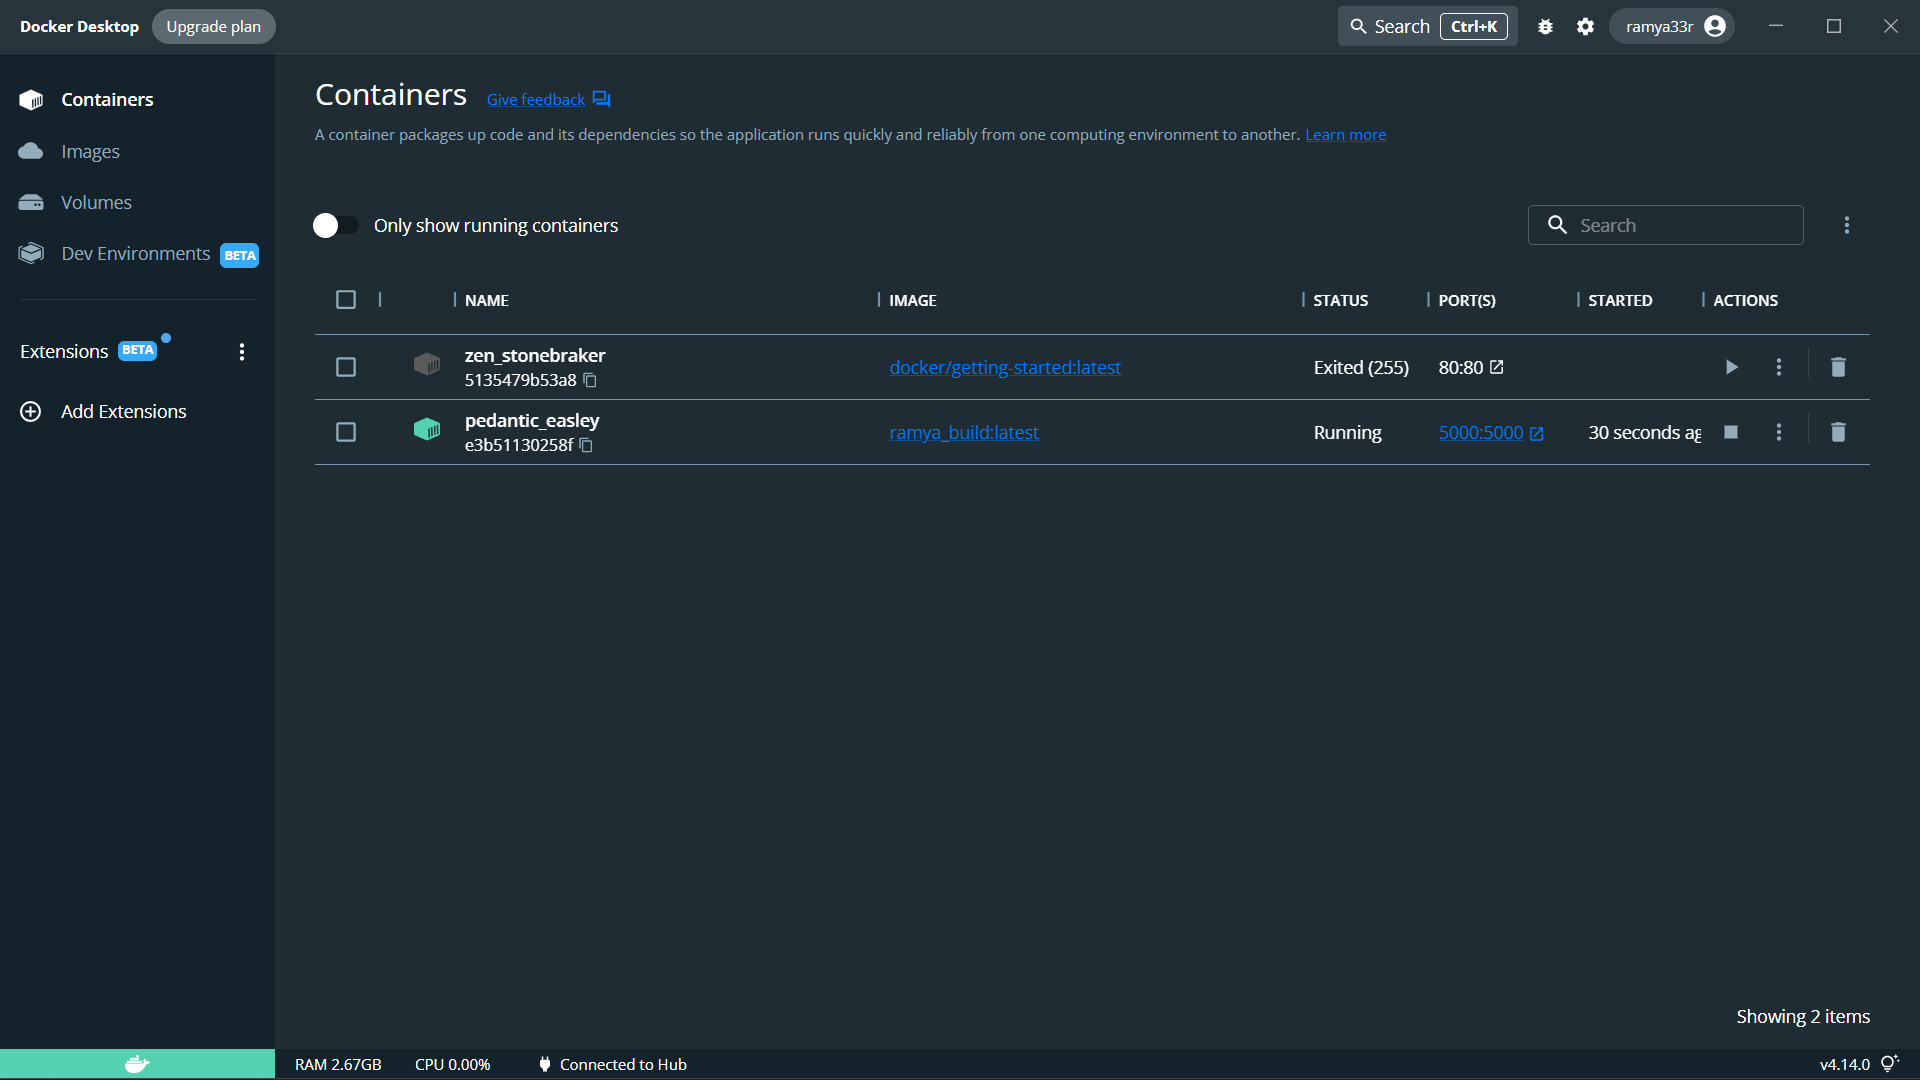 Docker Desktop Upgrade plan Search Ctrl+K ramya33r
Containers
Images
Volumes
Dev Environments BETA
Extensions BETA
Add Extensions
Containers Give feedback
A container packages up code and its dependencies so the application runs quickly and reliably from one computing environment to another. Learn more
Only show running containers Search
NAME IMAGE STATUS PORT(S) STARTED ACTIONS
zen_stonebraker
5135479b53a8 docker/getting-started:latest Exited (255) 80:80
pedantic_easley
e3b51130258f ramya_build:latest Running 5000:5000 30 seconds ag
Showing 2 items
RAM 2.67GB CPU 0.00% Connected to Hub v4.14.0